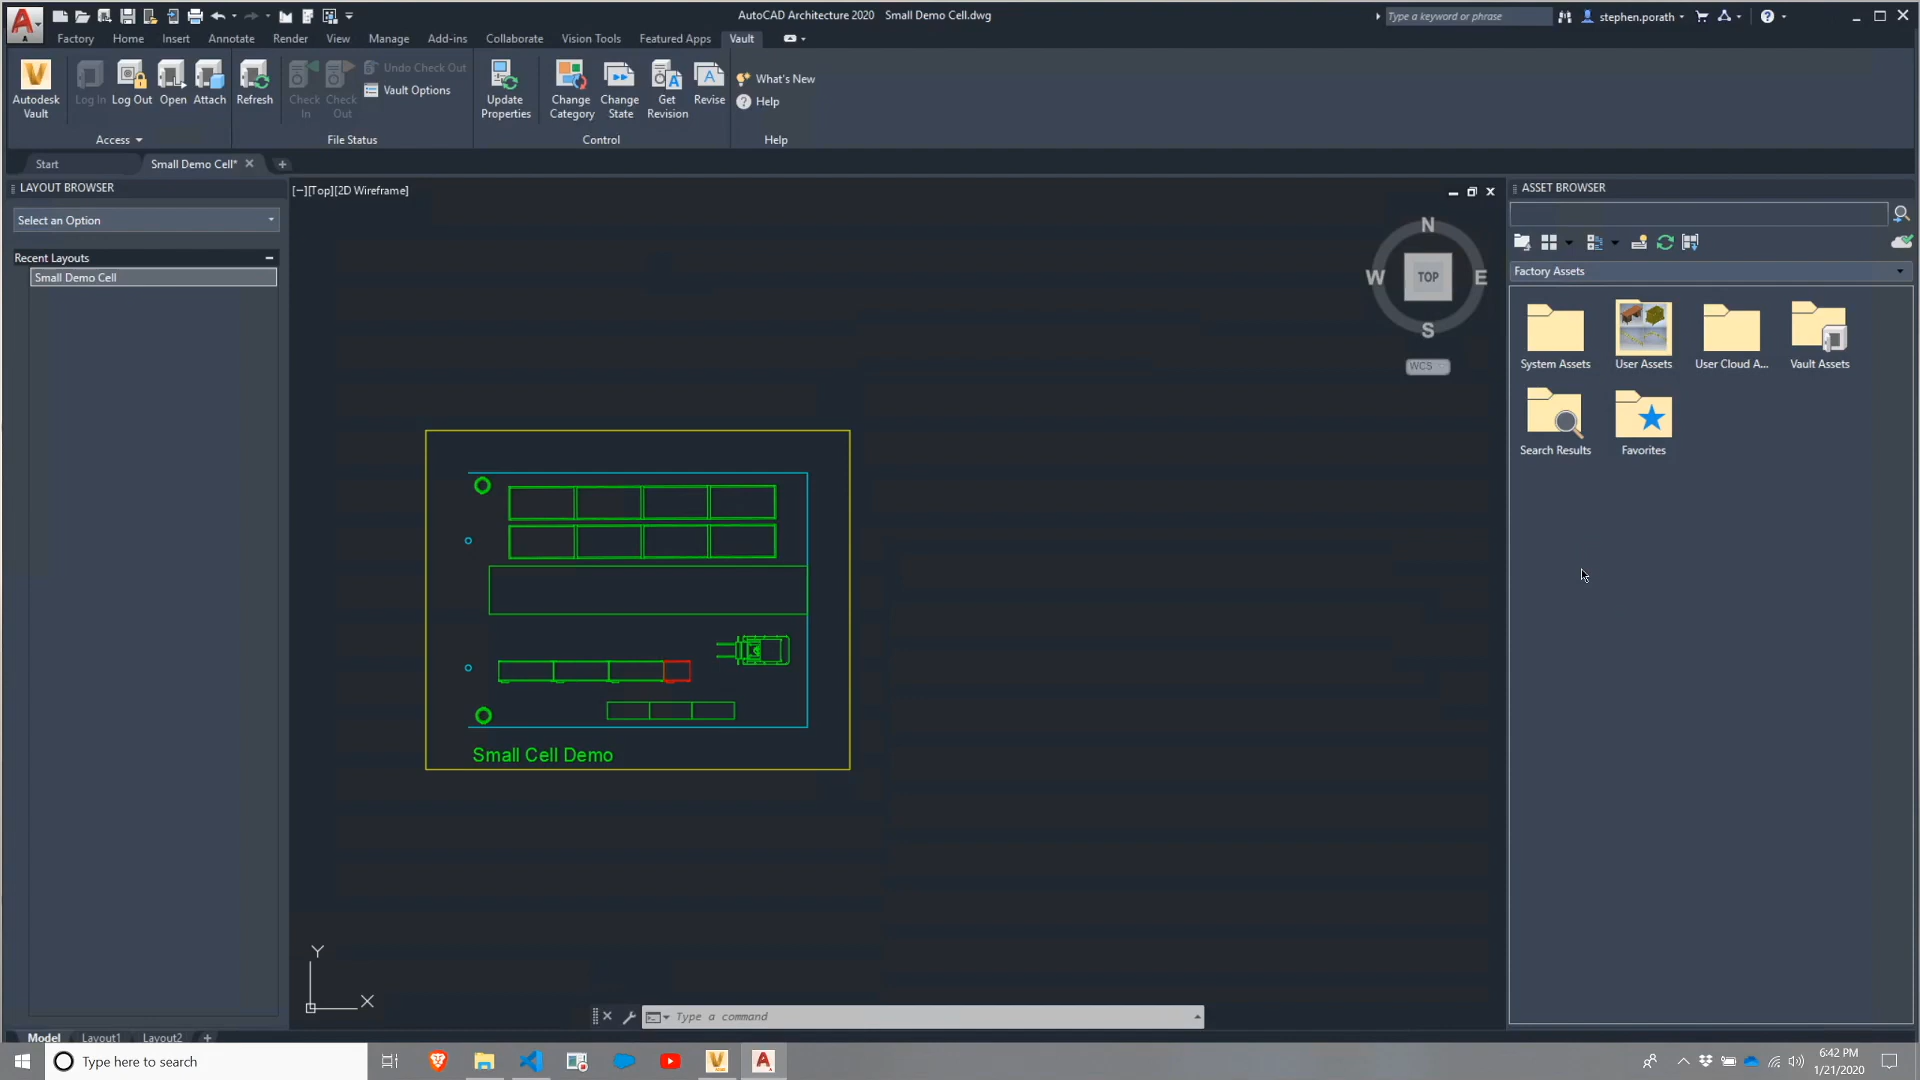 AutoCAD Architecture 2020 Small Demo Cell.dwg
Type a keyword or phrase
stephen.porath
Factory Home Insert Annotate Render View Manage Add-ins Collaborate Vision Tools Featured Apps Vault
Autodesk Vault
Log In
Log Out
Open
Attach
Refresh
Check In
Check Out
Undo Check Out
Vault Options
Update Properties
Change Category
Change State
Get Revision
Revise
What's New
Help
Access
File Status
Control
Help
Start
Small Demo Cell*
LAYOUT BROWSER
Select an Option
Recent Layouts
Small Demo Cell
[−][Top][2D Wireframe]
N
W
TOP
E
S
WCS
Small Cell Demo
Y
X
Type a command
ASSET BROWSER
Factory Assets
System Assets
User Assets
User Cloud A...
Vault Assets
Search Results
Favorites
Model Layout1 Layout2
Type here to search
6:42 PM
1/21/2020